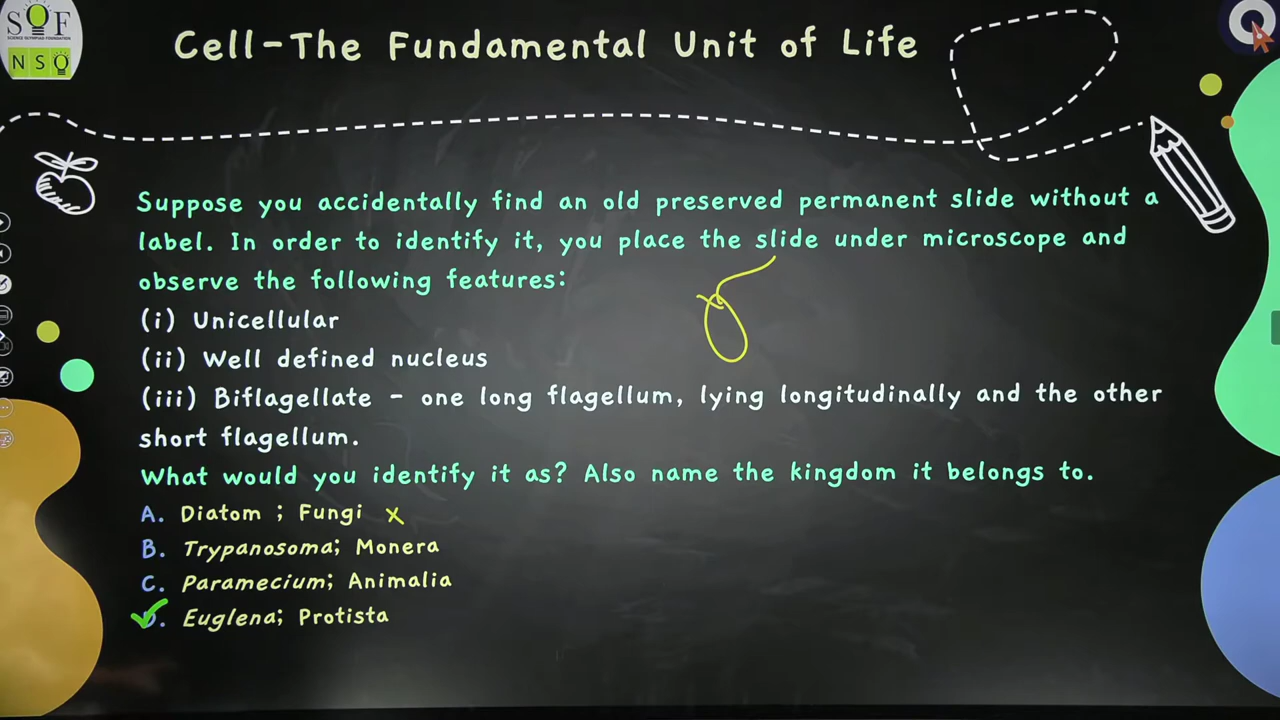 SOF
SCIENCE OLYMPIAD FOUNDATION
NSO
Cell-The Fundamental Unit of Life
Suppose you accidentally find an old preserved permanent slide without a
label. In order to identify it, you place the slide under microscope and
observe the following features:
(i) Unicellular
(ii) Well defined nucleus
(iii) Biflagellate - one long flagellum, lying longitudinally and the other
short flagellum.
What would you identify it as? Also name the kingdom it belongs to.
A. Diatom ; Fungi x
B. Trypanosoma; Monera
C. Paramecium; Animalia
D. Euglena; Protista